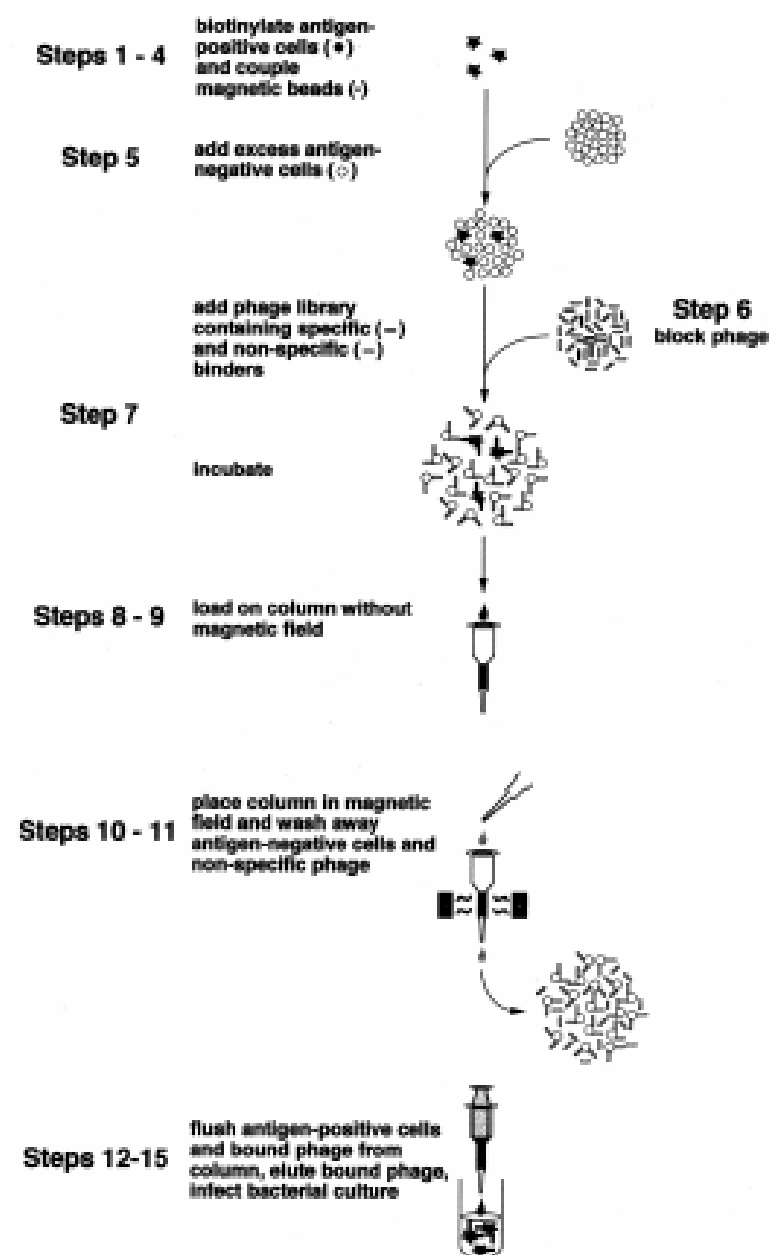 Steps 1 - 4
biotinylate antigen-
positive cells (●)
and couple
magnetic beads (·)
Step 5
add excess antigen-
negative cells (○)
add phage library
containing specific (–)
and non-specific (–)
binders
Step 6
block phage
Step 7
incubate
Steps 8 - 9
load on column without
magnetic field
Steps 10 - 11
place column in magnetic
field and wash away
antigen-negative cells and
non-specific phage
Steps 12-15
flush antigen-positive cells
and bound phage from
column, elute bound phage,
infect bacterial culture